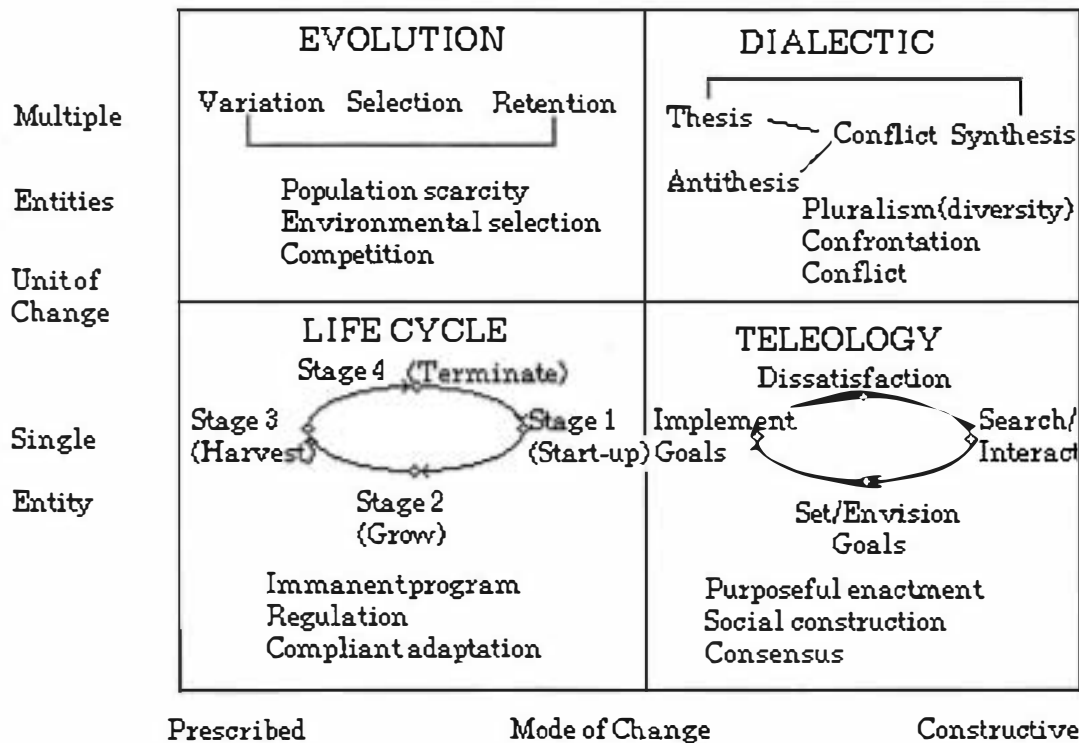 EVOLUTION
Variation Selection Retention
Population scarcity
Environmental selection
Competition
DIALECTIC
Thesis
Conflict Synthesis
Antithesis
Pluralism(diversity)
Confrontation
Conflict
Multiple
Entities
Unit of
Change
Single
Entity
LIFE CYCLE
Stage 4 (Terminate)
Stage 3
(Harvest)
Stage 1
(Start-up)
Stage 2
(Grow)
Immanent program
Regulation
Compliant adaptation
TELEOLOGY
Dissatisfaction
Implement
Goals
Search/
Interact
Set/Envision
Goals
Purposeful enactment
Social construction
Consensus
Prescribed Mode of Change Constructive